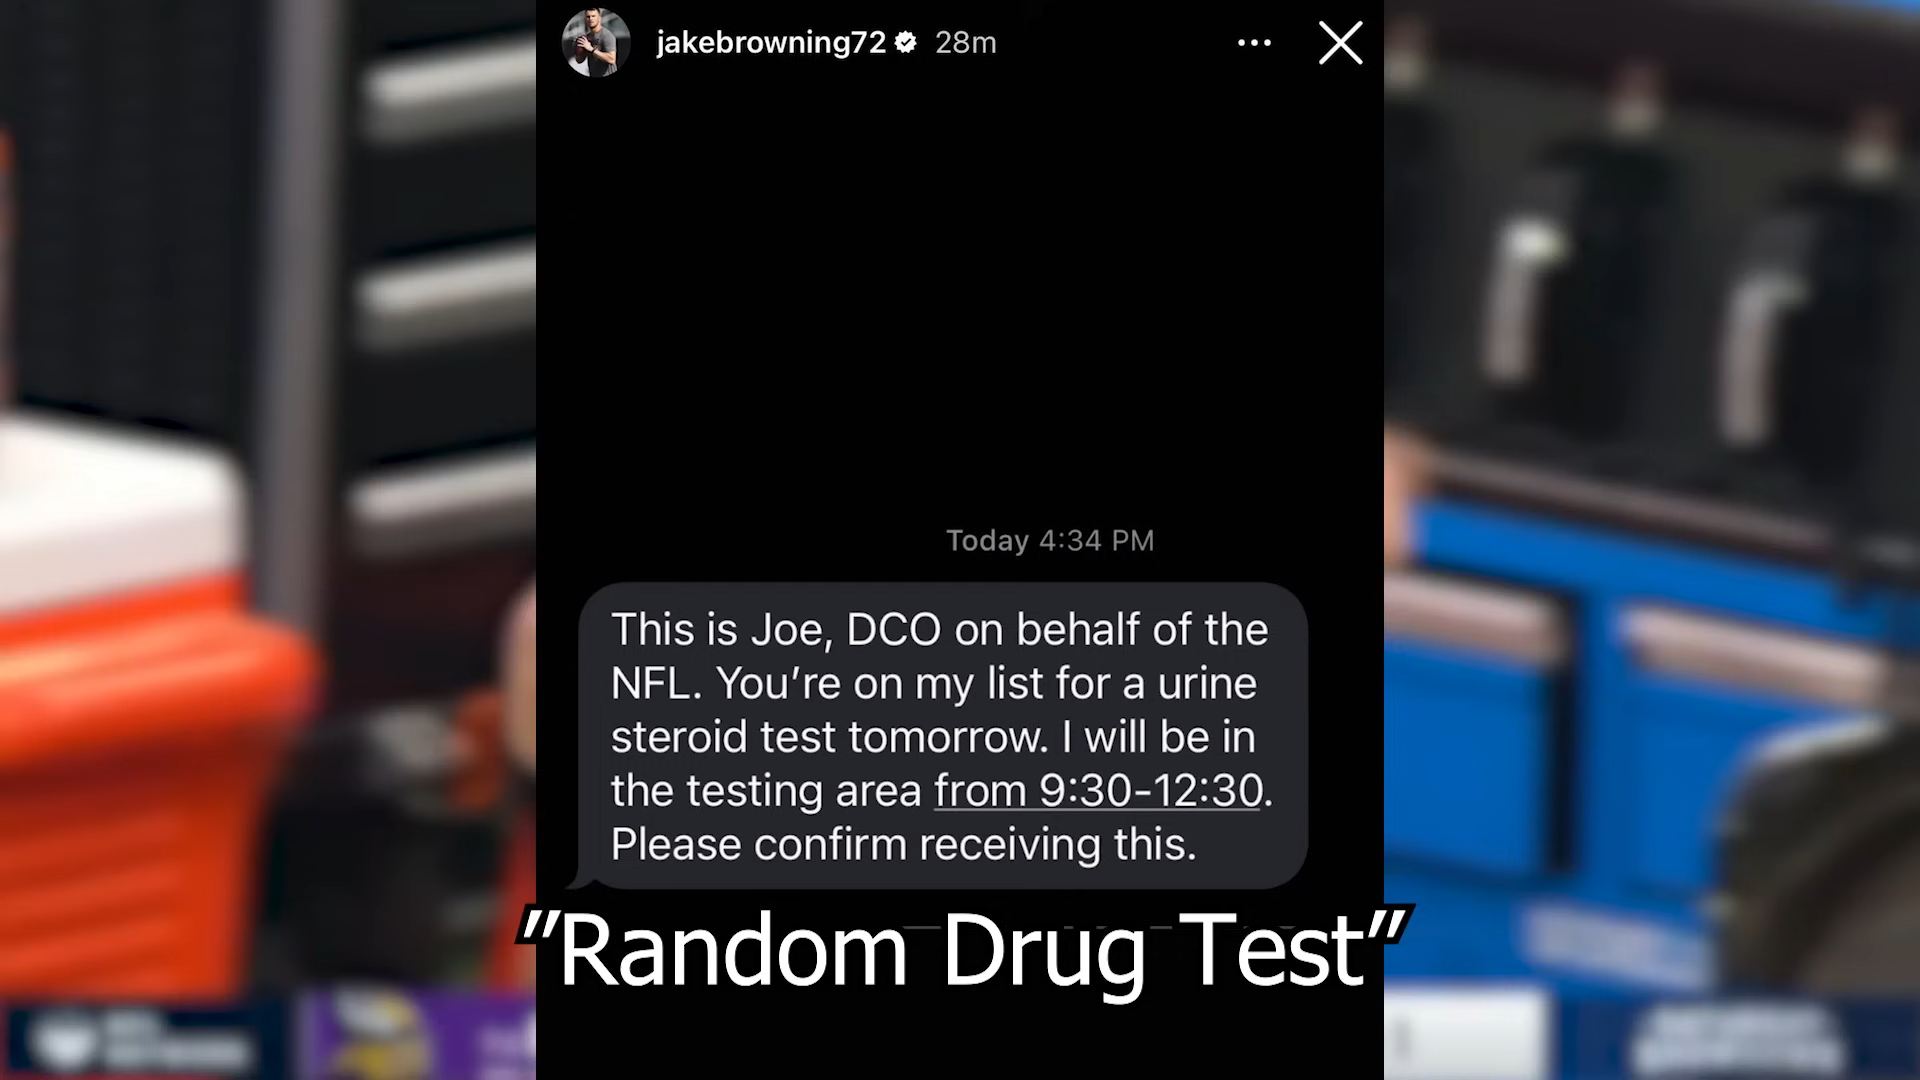 jakebrowning72 28m
Today 4:34 PM
This is Joe, DCO on behalf of the
NFL. You're on my list for a urine
steroid test tomorrow. I will be in
the testing area from 9:30-12:30.
Please confirm receiving this.
"Random Drug Test"